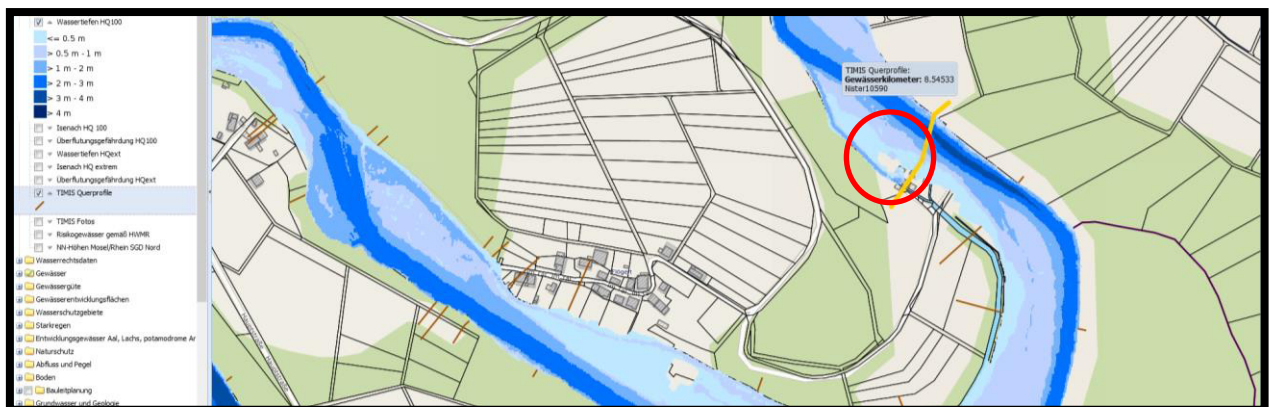 Wassertiefen HQ100
<= 0.5 m
> 0.5 m - 1 m
> 1 m - 2 m
> 2 m - 3 m
> 3 m - 4 m
> 4 m
Isenach HQ 100
Überflutungsgefährdung HQ100
Wassertiefen HQext
Isenach HQ extrem
Überflutungsgefährdung HQext
TIMIS Querprofile
TIMIS Fotos
Risikogewässer gemäß HWMR
NN-Höhen Mosel/Rhein SGD Nord
Wasserrechtsdaten
Gewässer
Gewässergüte
Gewässerentwicklungsflächen
Wasserschutzgebiete
Starkregen
Entwicklungsgewässer Aal, Lachs, potamodrome Ar
Naturschutz
Abfluss und Pegel
Boden
Bauleitplanung
Grundwasser und Geologie
TIMIS Querprofile:
Gewässerkilometer: 8.54533
Nister10590